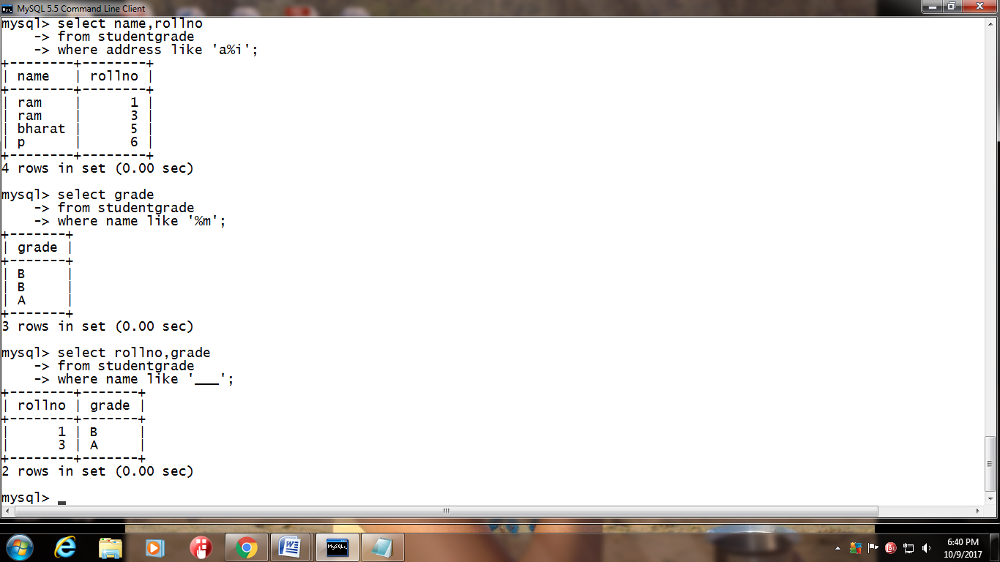 MySQL 5.5 Command Line Client
mysql> select name,rollno
    -> from studentgrade
    -> where address like 'a%i';
+--------+--------+
| name   | rollno |
+--------+--------+
| ram    |      1 |
| ram    |      3 |
| bharat |      5 |
| p      |      6 |
+--------+--------+
4 rows in set (0.00 sec)
mysql> select grade
    -> from studentgrade
    -> where name like '%m';
+-------+
| grade |
+-------+
| B     |
| B     |
| A     |
+-------+
3 rows in set (0.00 sec)
mysql> select rollno,grade
    -> from studentgrade
    -> where name like '___';
+--------+-------+
| rollno | grade |
+--------+-------+
|      1 | B     |
|      3 | A     |
+--------+-------+
2 rows in set (0.00 sec)
mysql> _
6:40 PM
10/9/2017